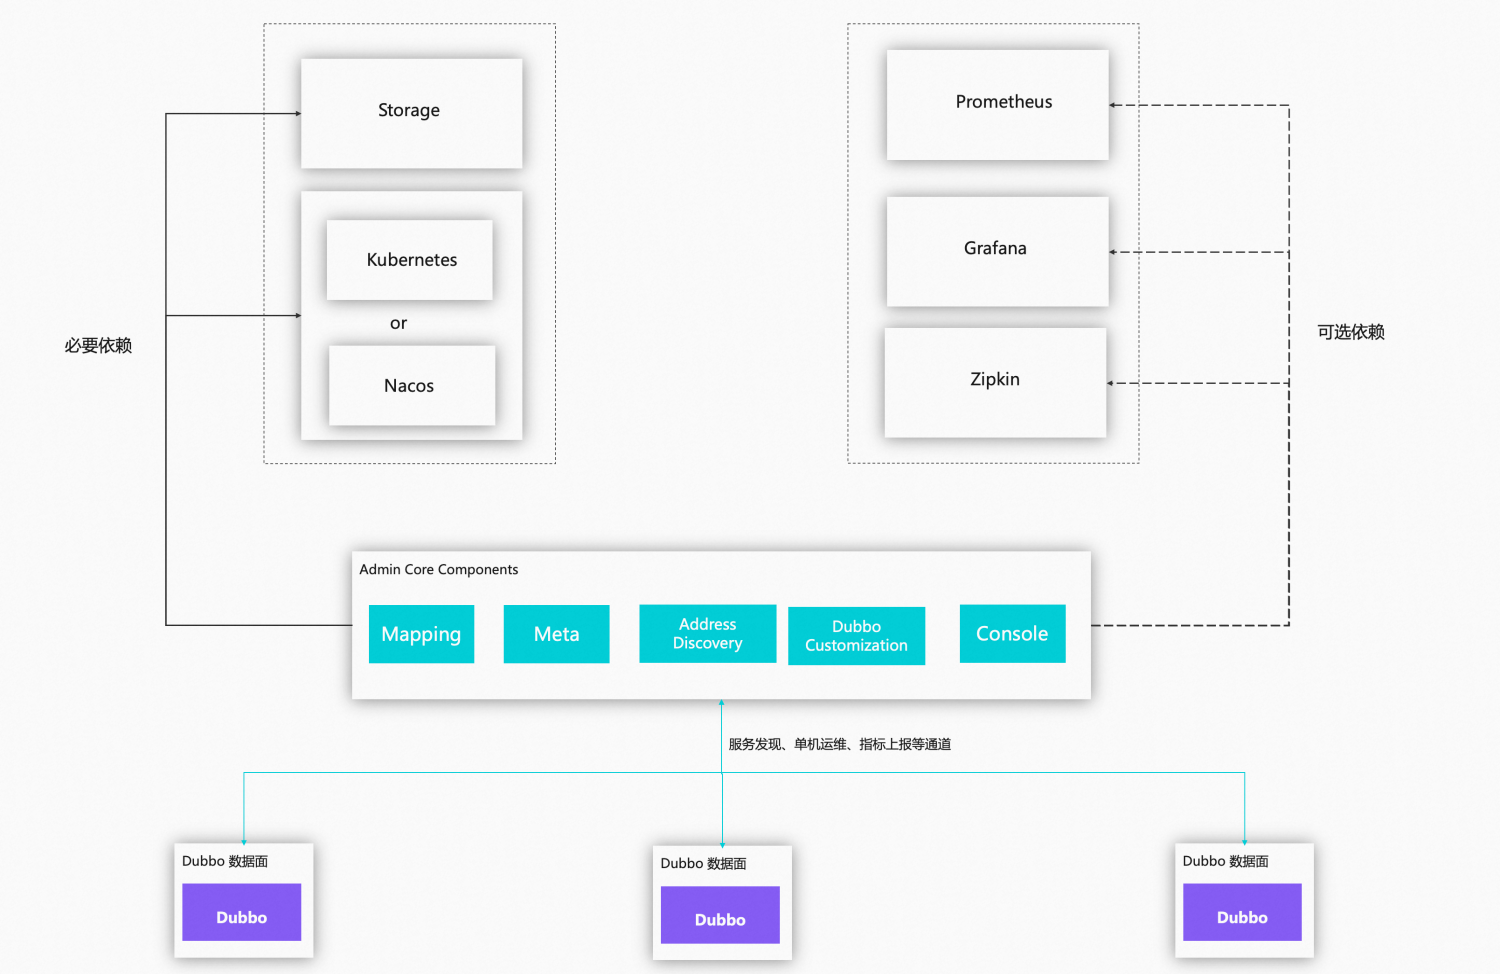 Storage
Kubernetes
or
Nacos
必要依赖
Prometheus
Grafana
Zipkin
可选依赖
Admin Core Components
Mapping
Meta
Address
Discovery
Dubbo
Customization
Console
服务发现、单机运维、指标上报等通道
Dubbo 数据面
Dubbo
Dubbo 数据面
Dubbo
Dubbo 数据面
Dubbo